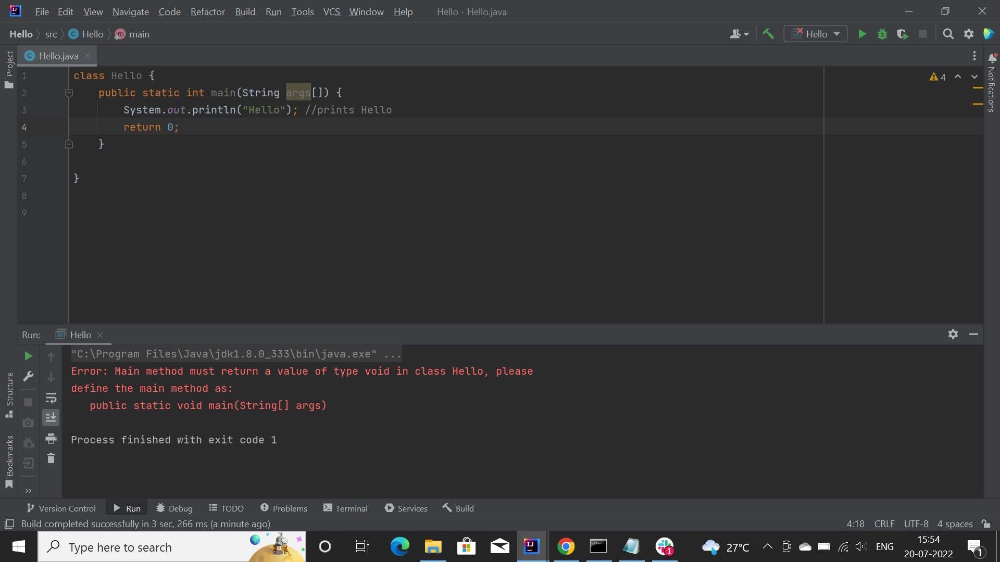 File Edit View Navigate Code Refactor Build Run Tools VCS Window Help Hello - Hello.java
Hello src C Hello m main Hello
C Hello.java
Project
Notifications
1 class Hello {
2 public static int main(String args[]) {
3 System.out.println("Hello"); //prints Hello
4 return 0;
5 }
6
7 }
8
9
4
Run: Hello
"C:\Program Files\Java\jdk1.8.0_333\bin\java.exe" ...
Error: Main method must return a value of type void in class Hello, please
define the main method as:
public static void main(String[] args)
Process finished with exit code 1
Structure
Bookmarks
Version Control Run Debug TODO Problems Terminal Services Build
Build completed successfully in 3 sec, 266 ms (a minute ago) 4:18 CRLF UTF-8 4 spaces
Type here to search 1 27°C ENG 15:54
20-07-2022 1